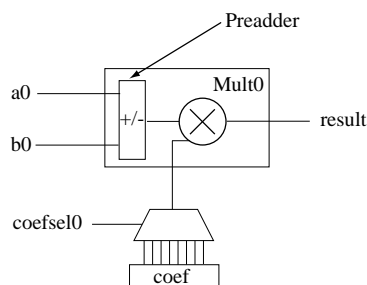 Preadder
Mult0
a0
+/-
result
b0
coefsel0
coef